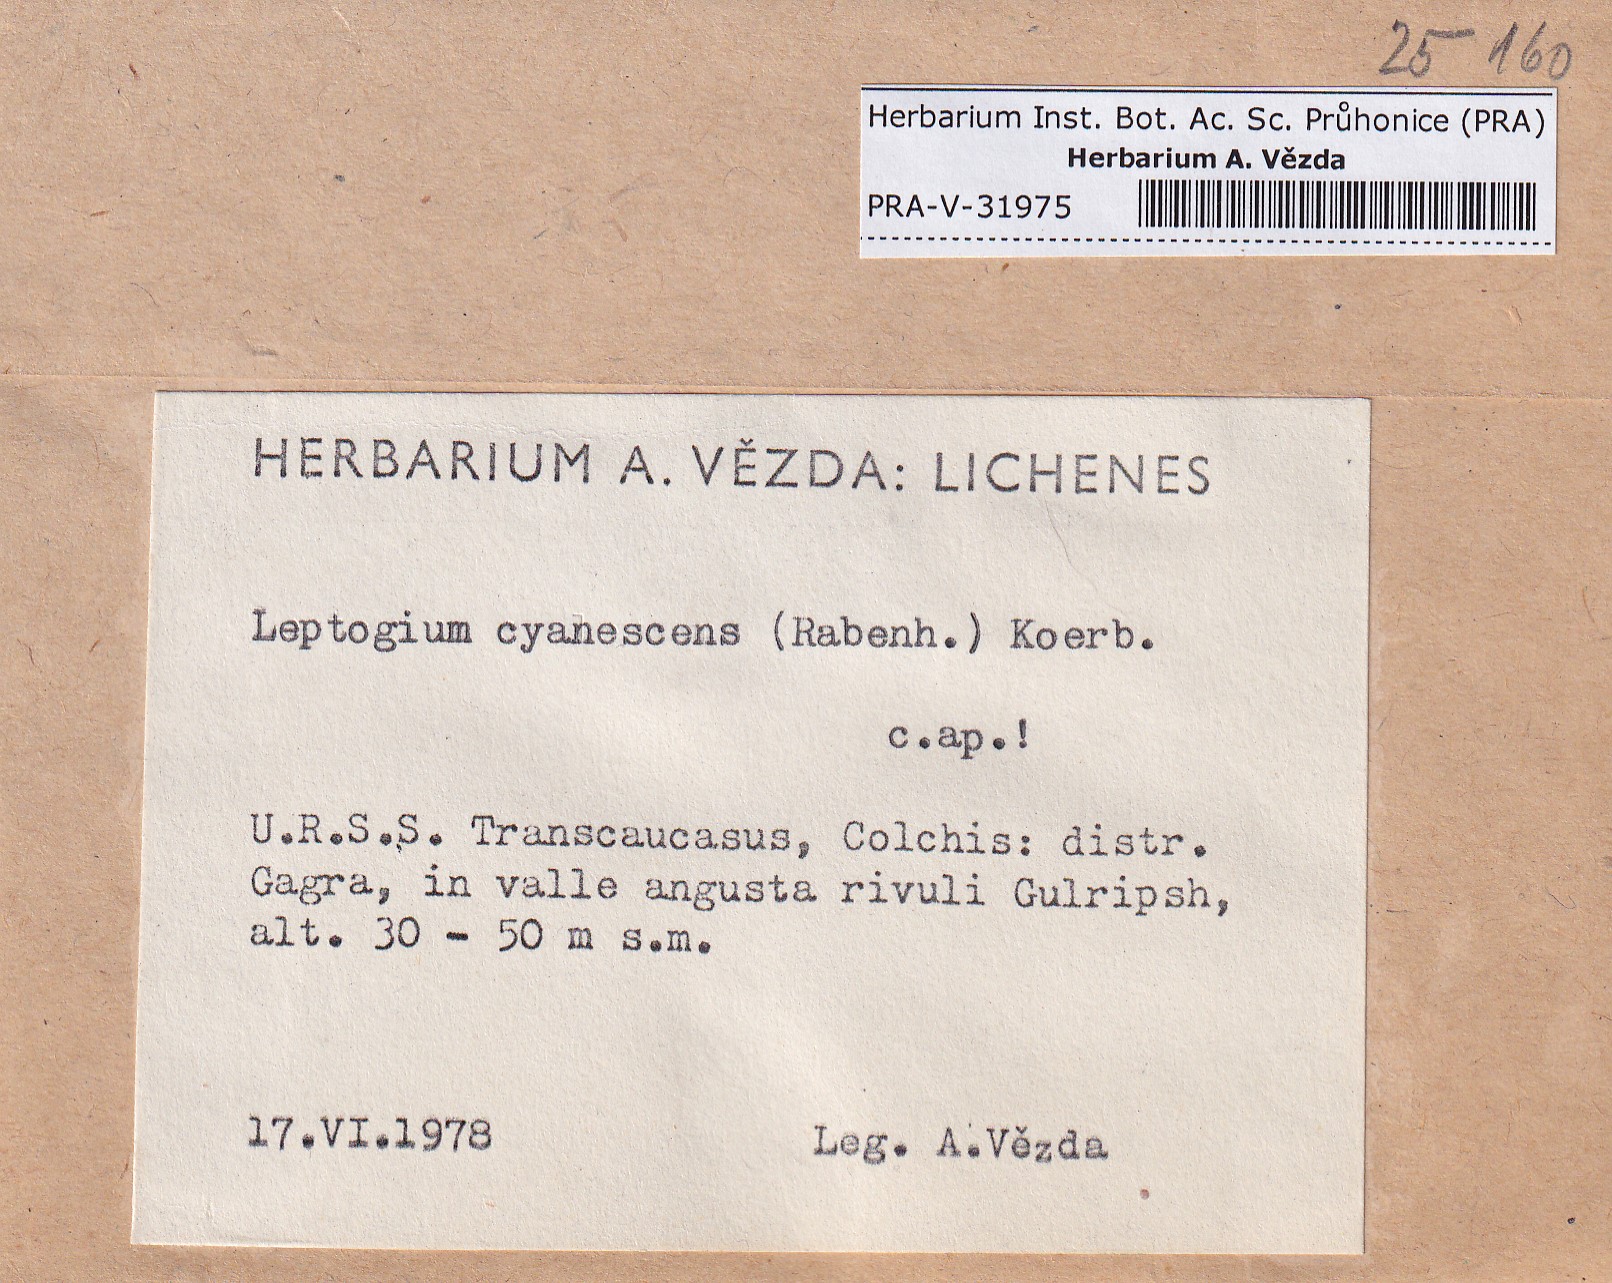 25 160
Herbarium Inst. Bot. Ac. Sc. Průhonice (PRA)
Herbarium A. Vězda
PRA-V-31975
HERBARIUM A. VĚZDA: LICHENES
Leptogium cyanescens (Rabenh.) Koerb.
c.ap.!
U.R.S.S. Transcaucasus, Colchis: distr.
Gagra, in valle angusta rivuli Gulripsh,
alt. 30 - 50 m s.m.
17.VI.1978
Leg. A.Vězda